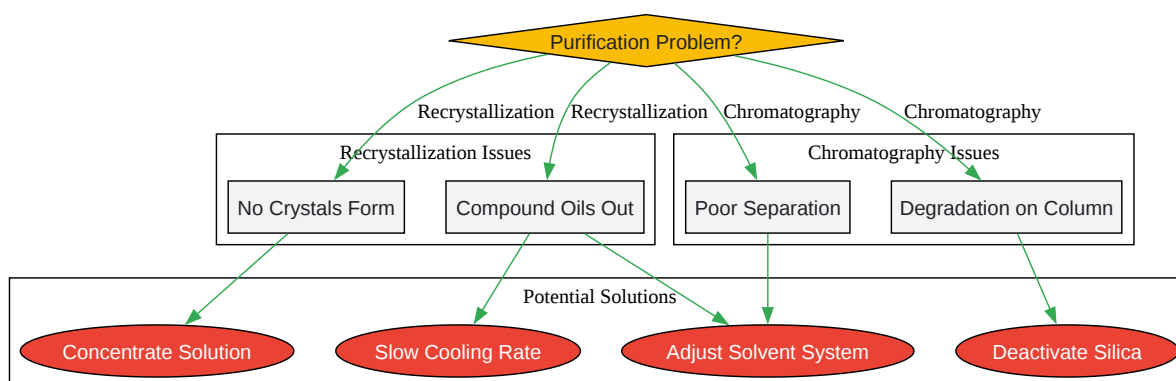 Purification Problem?
Recrystallization
Recrystallization
Chromatography
Chromatography
Recrystallization Issues
Chromatography Issues
No Crystals Form
Compound Oils Out
Poor Separation
Degradation on Column
Potential Solutions
Concentrate Solution
Slow Cooling Rate
Adjust Solvent System
Deactivate Silica